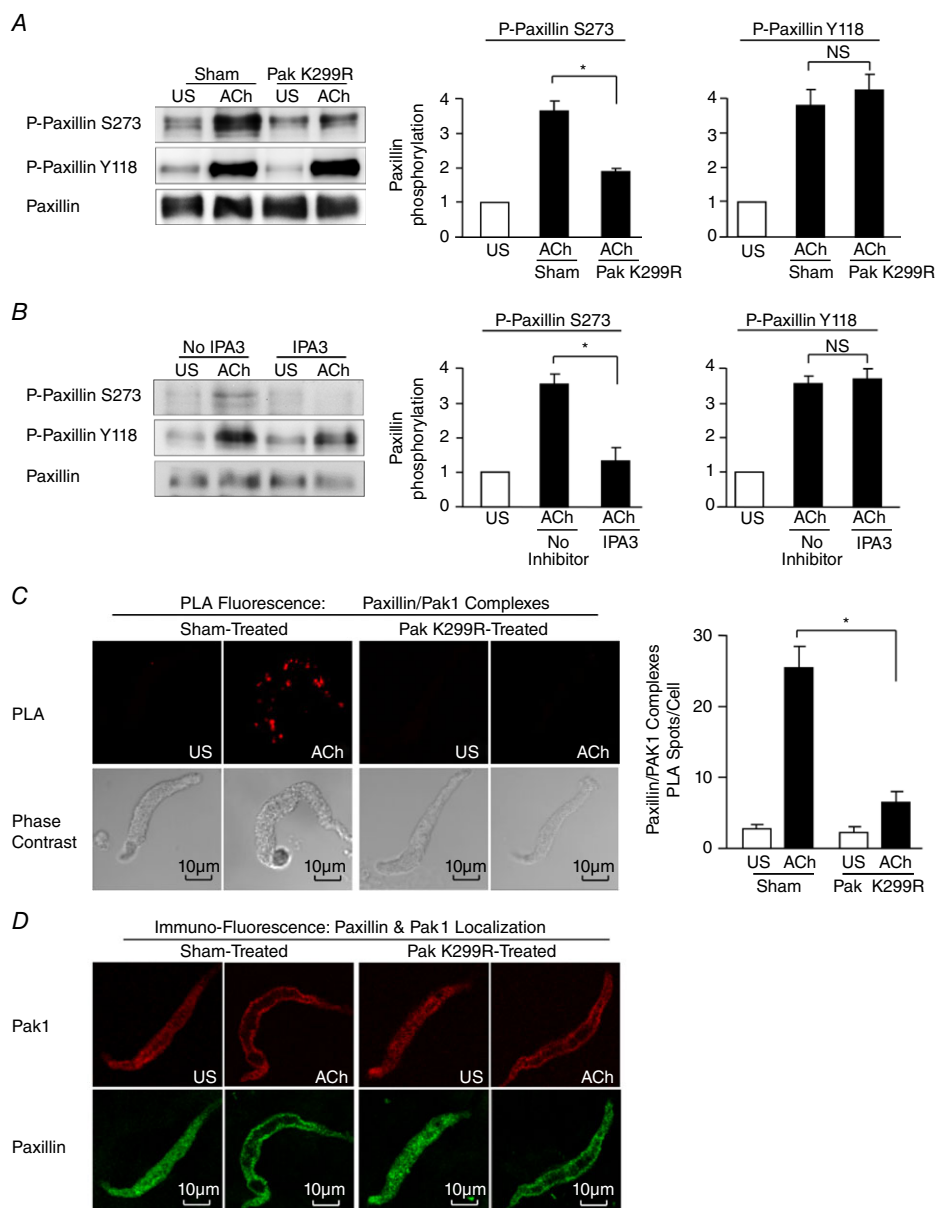 A
Sham Pak K299R
US ACh US ACh
P-Paxillin S273
P-Paxillin Y118
Paxillin
P-Paxillin S273
*
Paxillin
phosphorylation
4
3
2
1
0
US ACh ACh
Sham Pak K299R
P-Paxillin Y118
NS
4
3
2
1
0
US ACh ACh
Sham Pak K299R
B
No IPA3 IPA3
US ACh US ACh
P-Paxillin S273
P-Paxillin Y118
Paxillin
P-Paxillin S273
*
Paxillin
phosphorylation
4
3
2
1
0
US ACh ACh
No IPA3
Inhibitor
P-Paxillin Y118
NS
4
3
2
1
0
US ACh ACh
No IPA3
Inhibitor
C
PLA Fluorescence: Paxillin/Pak1 Complexes
Sham-Treated Pak K299R-Treated
PLA
US ACh US ACh
Phase
Contrast
10μm 10μm 10μm 10μm
*
Paxillin/PAK1 Complexes
PLA Spots/Cell
30
20
10
0
US ACh US ACh
Sham Pak K299R
D
Immuno-Fluorescence: Paxillin & Pak1 Localization
Sham-Treated Pak K299R-Treated
Pak1
US ACh US ACh
Paxillin
10μm 10μm 10μm 10μm